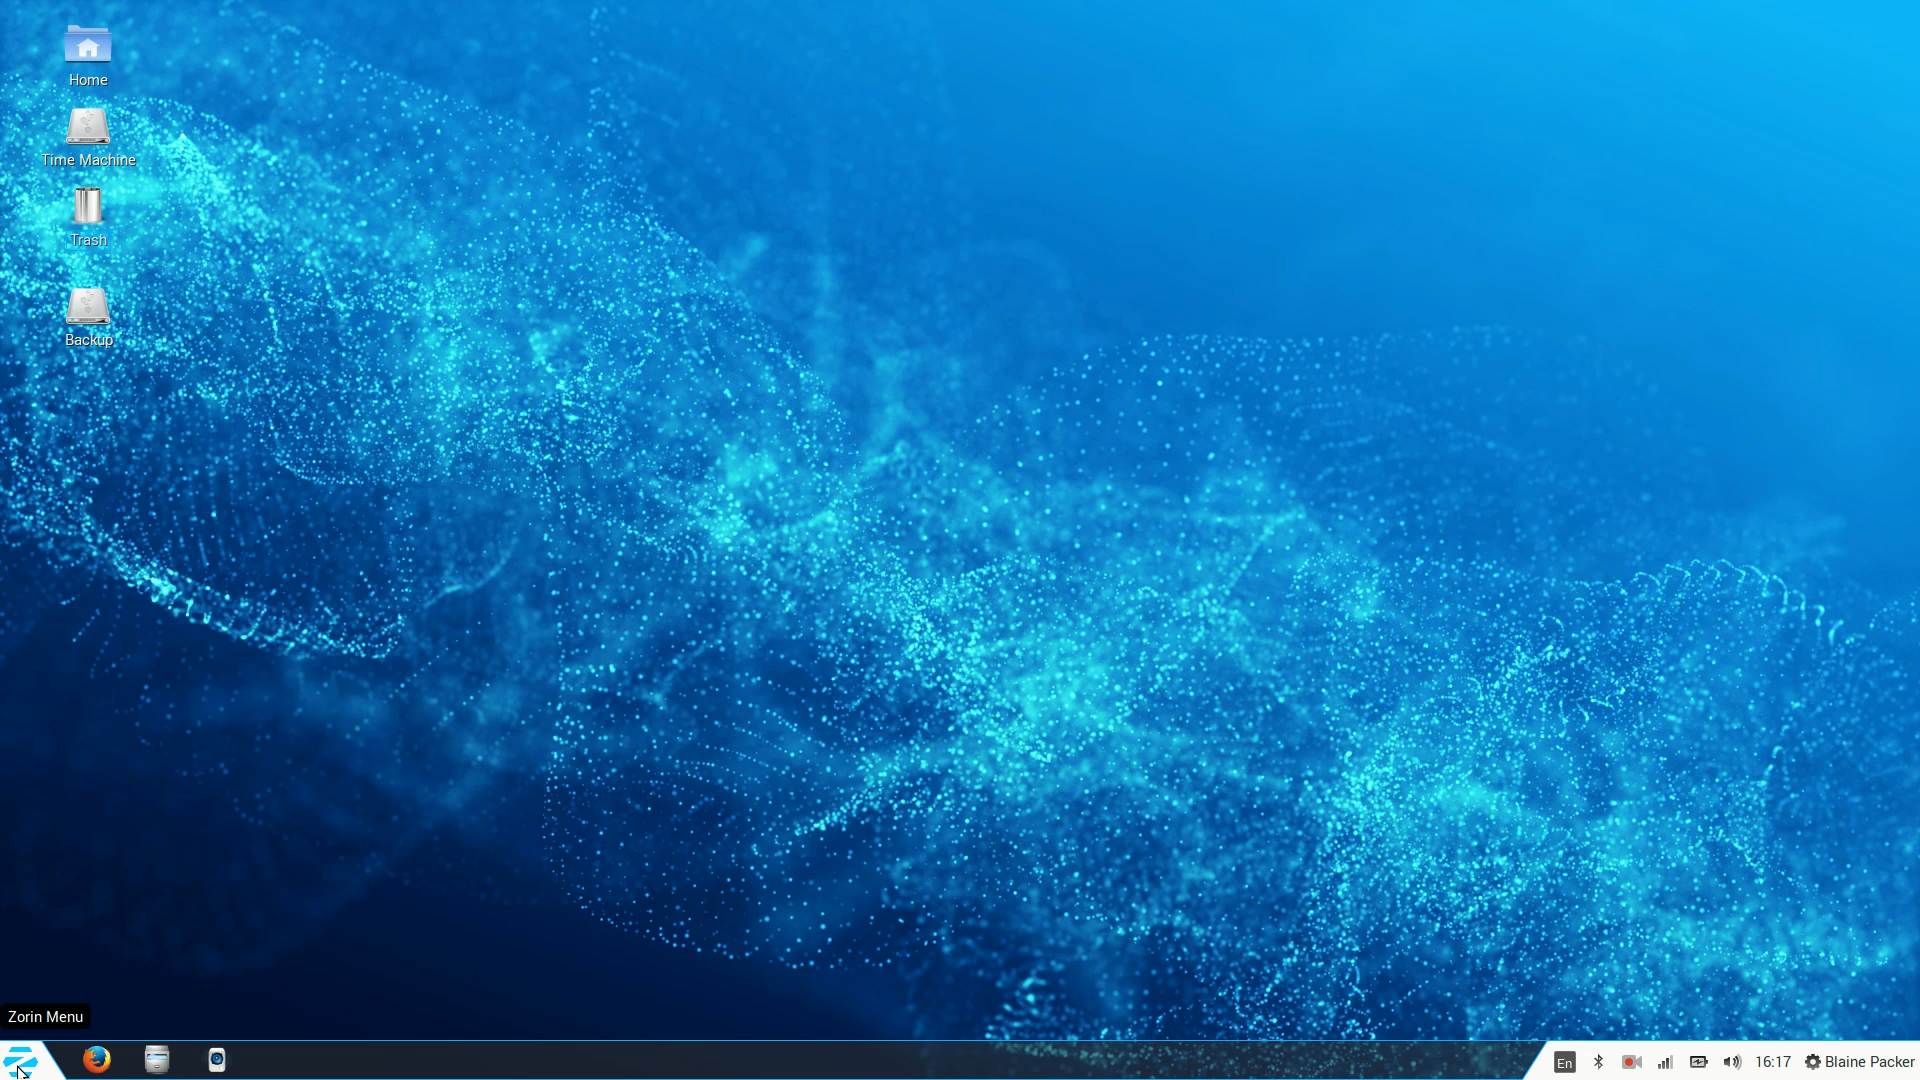 Home
Time Machine
Trash
Backup
Zorin Menu
En
16:17
Blaine Packer